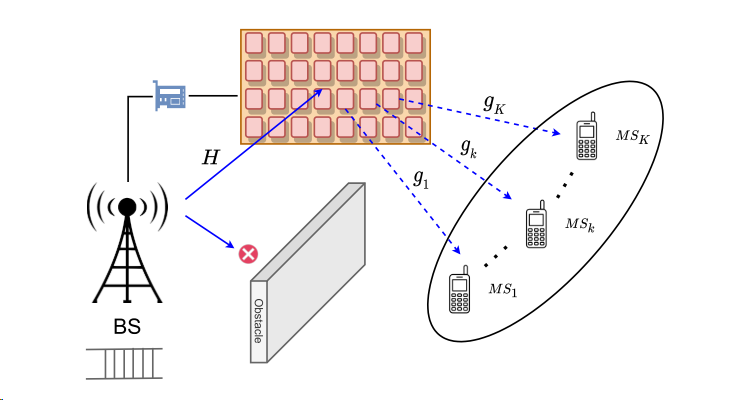 g_K
MS_K
H
g_k
g_1
MS_k
MS_1
Obstacle
BS